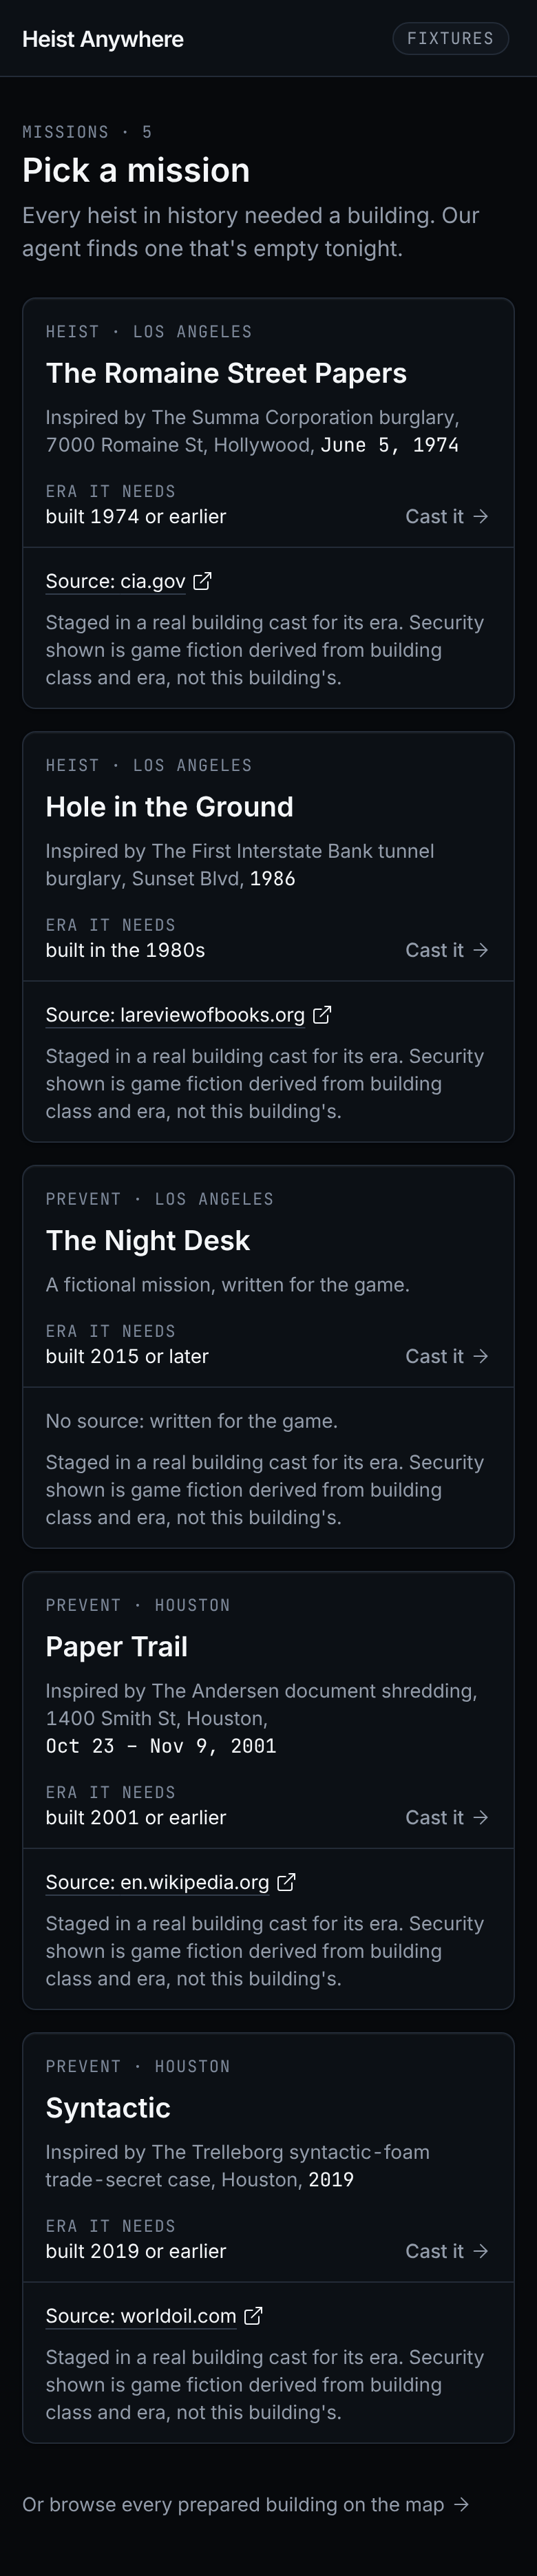 Heist Anywhere
FIXTURES
MISSIONS · 5
Pick a mission
Every heist in history needed a building. Our
agent finds one that's empty tonight.
HEIST · LOS ANGELES
The Romaine Street Papers
Inspired by The Summa Corporation burglary,
7000 Romaine St, Hollywood, June 5, 1974
ERA IT NEEDS
built 1974 or earlier
Cast it →
Source: cia.gov
Staged in a real building cast for its era. Security
shown is game fiction derived from building
class and era, not this building's.
HEIST · LOS ANGELES
Hole in the Ground
Inspired by The First Interstate Bank tunnel
burglary, Sunset Blvd, 1986
ERA IT NEEDS
built in the 1980s
Cast it →
Source: lareviewofbooks.org
Staged in a real building cast for its era. Security
shown is game fiction derived from building
class and era, not this building's.
PREVENT · LOS ANGELES
The Night Desk
A fictional mission, written for the game.
ERA IT NEEDS
built 2015 or later
Cast it →
No source: written for the game.
Staged in a real building cast for its era. Security
shown is game fiction derived from building
class and era, not this building's.
PREVENT · HOUSTON
Paper Trail
Inspired by The Andersen document shredding,
1400 Smith St, Houston,
Oct 23 – Nov 9, 2001
ERA IT NEEDS
built 2001 or earlier
Cast it →
Source: en.wikipedia.org
Staged in a real building cast for its era. Security
shown is game fiction derived from building
class and era, not this building's.
PREVENT · HOUSTON
Syntactic
Inspired by The Trelleborg syntactic-foam
trade-secret case, Houston, 2019
ERA IT NEEDS
built 2019 or earlier
Cast it →
Source: worldoil.com
Staged in a real building cast for its era. Security
shown is game fiction derived from building
class and era, not this building's.
Or browse every prepared building on the map →